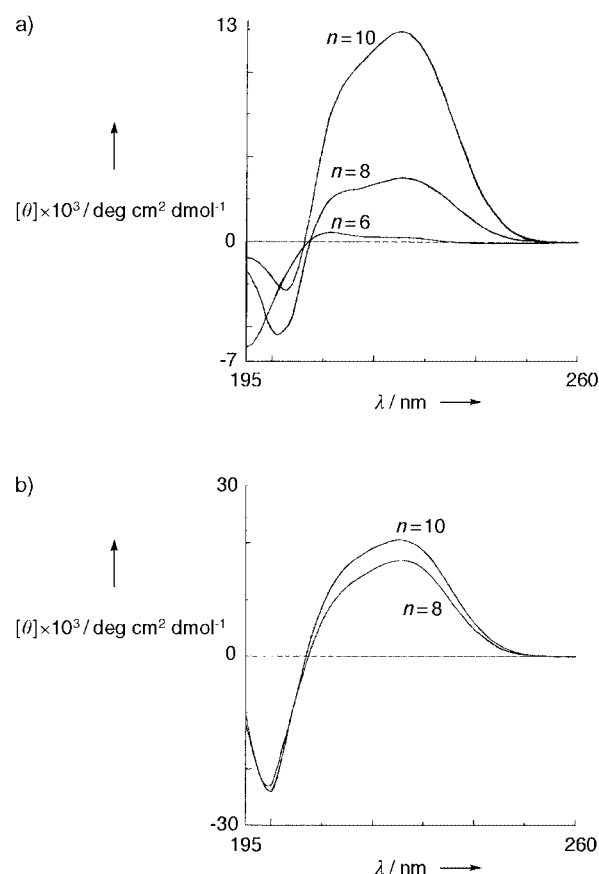 a)
13
n=10
n=8
[θ]×10³ / deg cm² dmol⁻¹
n=6
0
-7
195
260
λ / nm
b)
30
n=10
[θ]×10³ / deg cm² dmol⁻¹
n=8
0
-30
195
260
λ / nm